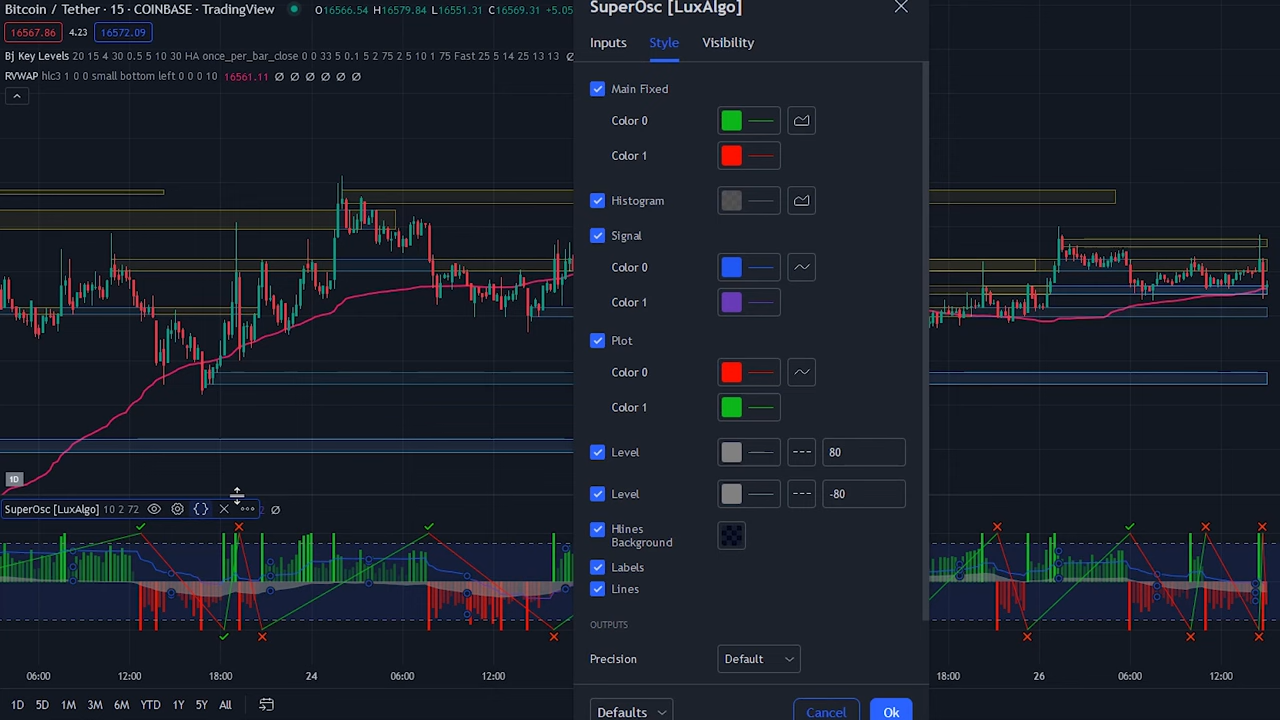 Bitcoin / Tether · 15 · COINBASE · TradingView
O16566.54 H16579.84 L16551.31 C16569.31 +5.05
16567.86 4.23 16572.09
Bj Key Levels 20 15 4 30 0.5 5 10 30 HA once_per_bar_close 0 0 33 5 0.1 5 2 75 2 5 10 1 75 Fast 25 5 14 25 13 13
RVWAP hlc3 1 0 0 small bottom left 0 0 0 10 16561.11
1D
SuperOsc [LuxAlgo] 10 2 72
06:00 12:00 18:00 24 06:00 12:00
1D 5D 1M 3M 6M YTD 1Y 5Y All
SuperOsc [LuxAlgo]
Inputs Style Visibility
Main Fixed
Color 0
Color 1
Histogram
Signal
Color 0
Color 1
Plot
Color 0
Color 1
Level 80
Level -80
Hlines
Background
Labels
Lines
OUTPUTS
Precision Default
Defaults Cancel Ok
18:00 26 06:00 12:00